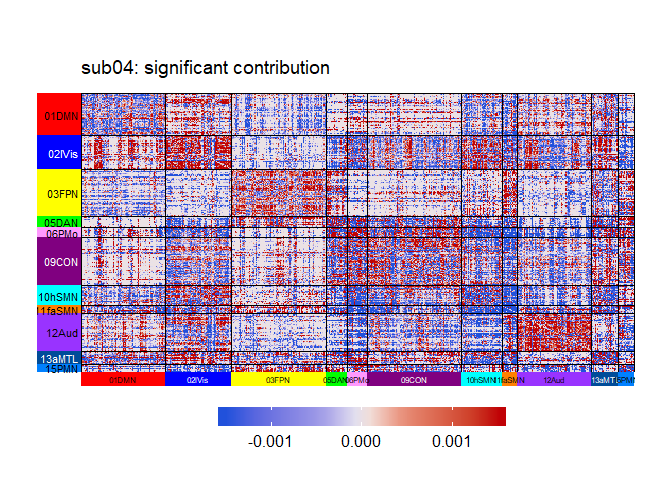 sub04: significant contribution
01DMN
02lVis
03FPN
05DAN
06PMo
09CON
10hSMN
11faSMN
12Aud
13aMTL
15PMN
01DMN
02lVis
03FPN
05DAN
06PMo
09CON
10hSMN
11faSMN
12Aud
13aMTL
15PMN
-0.001
0.000
0.001